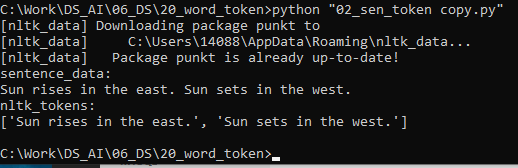 C:\Work\DS_AI\06_DS\20_word_token>python "02_sen_token copy.py"
[nltk_data] Downloading package punkt to
[nltk_data]     C:\Users\14088\AppData\Roaming\nltk_data...
[nltk_data]   Package punkt is already up-to-date!
sentence_data:
Sun rises in the east. Sun sets in the west.
nltk_tokens:
['Sun rises in the east.', 'Sun sets in the west.']
C:\Work\DS_AI\06_DS\20_word_token>